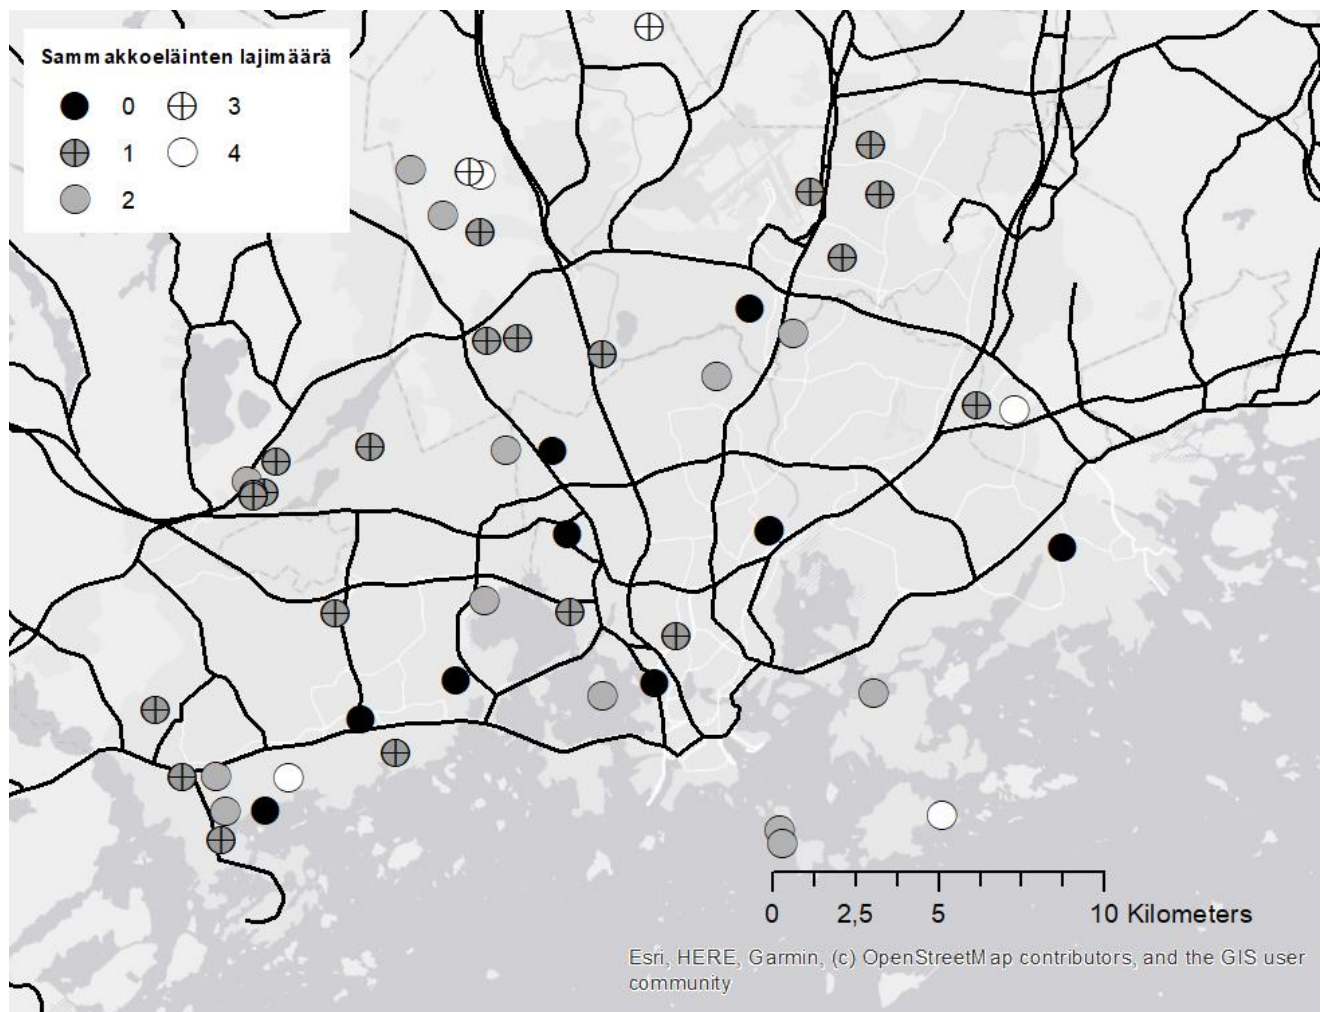 Sammakkoeläinten lajimäärä
0 3
1 4
2
0 2,5 5 10 Kilometers
Esri, HERE, Garmin, (c) OpenStreetMap contributors, and the GIS user
community